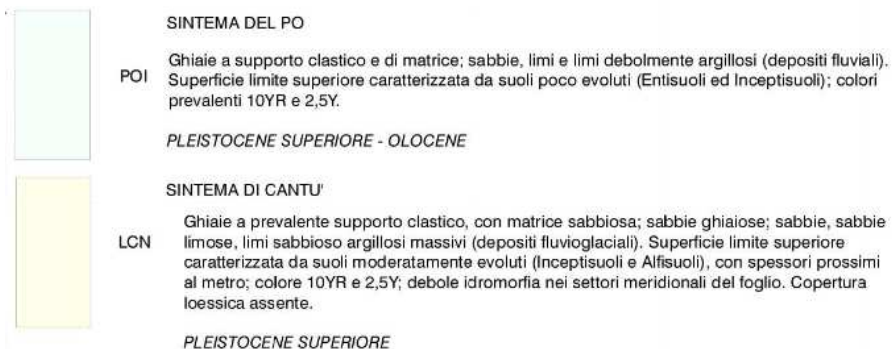 SINTEMA DEL PO
POI
Ghiaie a supporto clastico e di matrice; sabbie, limi e limi debolmente argillosi (depositi fluviali).
Superficie limite superiore caratterizzata da suoli poco evoluti (Entisuoli ed Inceptisuoli); colori
prevalenti 10YR e 2,5Y.
PLEISTOCENE SUPERIORE - OLOCENE
SINTEMA DI CANTU'
LCN
Ghiaie a prevalente supporto clastico, con matrice sabbiosa; sabbie ghiaiose; sabbie, sabbie
limose, limi sabbioso argillosi massivi (depositi fluvioglaciali). Superficie limite superiore
caratterizzata da suoli moderatamente evoluti (Inceptisuoli e Alfisuoli), con spessori prossimi
al metro; colore 10YR e 2,5Y; debole idromorfia nei settori meridionali del foglio. Copertura
loessica assente.
PLEISTOCENE SUPERIORE